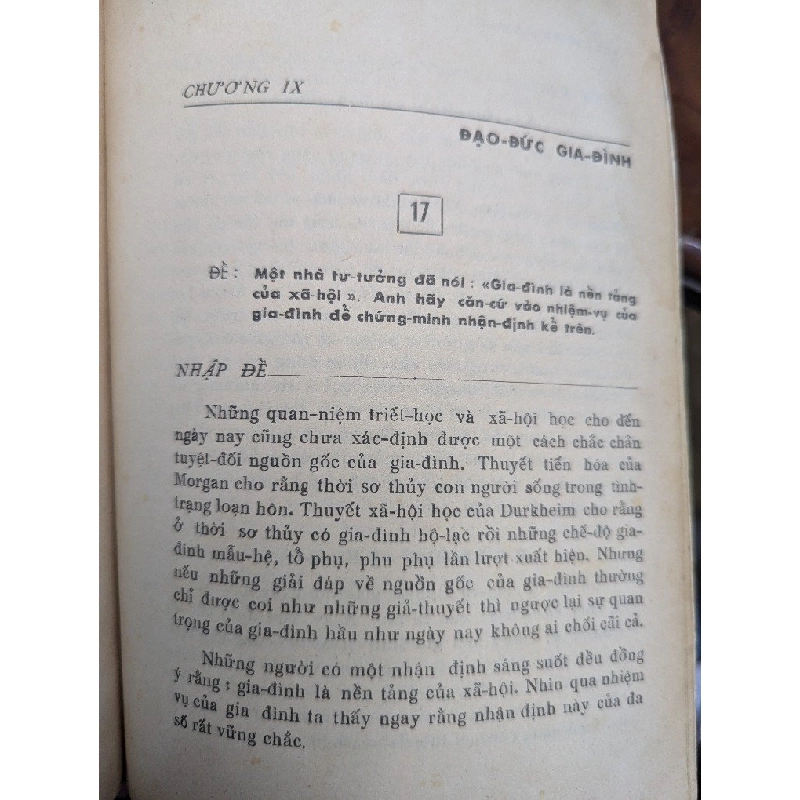 CHƯƠNG IX
ĐẠO-ĐỨC GIA-ĐÌNH
17
ĐỀ : Một nhà tư-tưởng đã nói : «Gia-đình là nền tảng
của xã-hội ». Anh hãy căn-cứ vào nhiệm-vụ của
gia-đình để chứng-minh nhận-định kể trên.
NHẬP ĐỀ
Những quan-niệm triết-học và xã-hội học cho đến
ngày nay cũng chưa xác-định được một cách chắc chắn
tuyệt-đối nguồn gốc của gia-đình. Thuyết tiến hóa của
Morgan cho rằng thời sơ thủy con người sống trong tình-
trạng loạn hôn. Thuyết xã-hội học của Durkheim cho rằng
ở thời sơ thủy có gia-đình bộ-lạc rồi những chế-độ gia-
đình mẫu-hệ, tổ phụ, phu phụ lần lượt xuất hiện. Nhưng
nếu những giải đáp về nguồn gốc của gia-đình thường
chỉ được coi như những giả-thuyết thì ngược lại sự quan
trọng của gia-đình hầu như ngày nay không ai chối cãi cả.
Những người có một nhận định sáng suốt đều đồng
ý rằng : gia-đình là nền tảng của xã-hội. Nhìn qua nhiệm
vụ của gia đình ta thấy ngay rằng nhận định này của đa
số rất vững chắc.